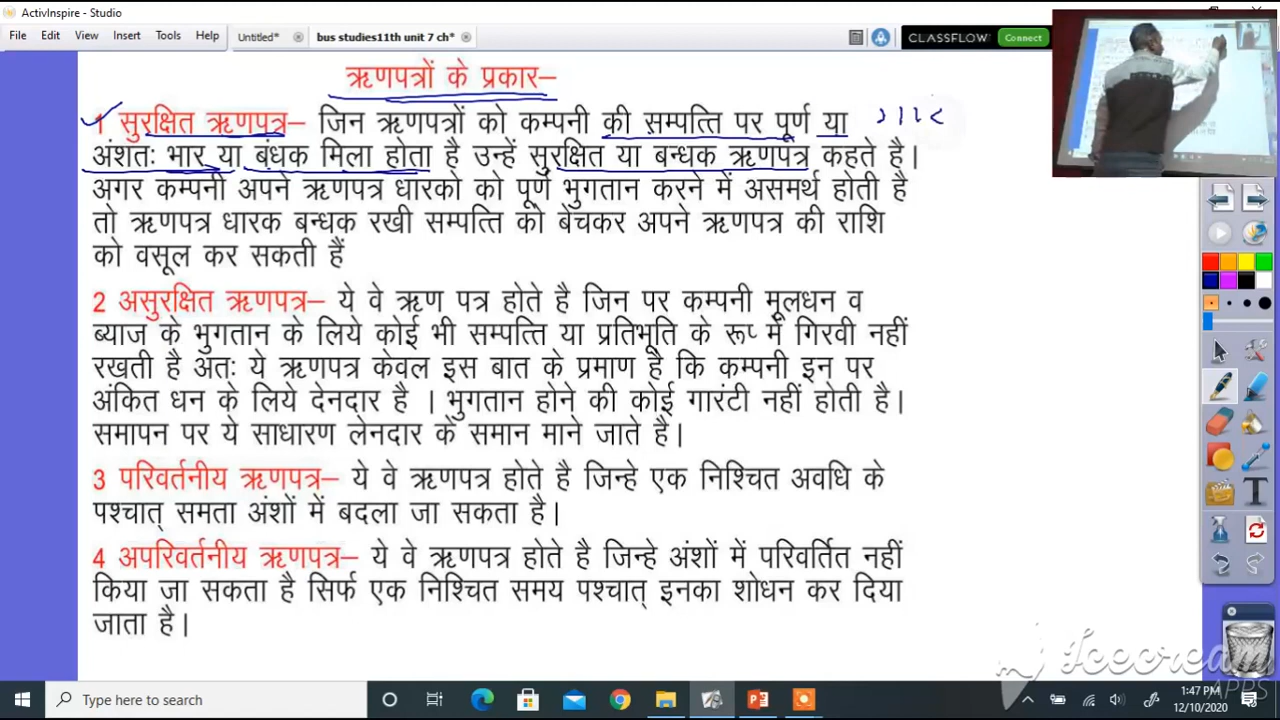 ActivInspire - Studio
File Edit View Insert Tools Help Untitled* bus studies11th unit 7 ch* CLASSFLOW Connect
ऋणपत्रों के प्रकार–
1 सुरक्षित ऋणपत्र– जिन ऋणपत्रों को कम्पनी की सम्पत्ति पर पूर्ण या
अंशतः भार या बंधक मिला होता है उन्हें सुरक्षित या बन्धक ऋणपत्र कहते है।
अगर कम्पनी अपने ऋणपत्र धारको को पूर्ण भुगतान करने में असमर्थ होती है
तो ऋणपत्र धारक बन्धक रखी सम्पत्ति को बेचकर अपने ऋणपत्र की राशि
को वसूल कर सकती हैं
2 असुरक्षित ऋणपत्र– ये वे ऋण पत्र होते है जिन पर कम्पनी मूलधन व
ब्याज के भुगतान के लिये कोई भी सम्पत्ति या प्रतिभूति के रूप में गिरवी नहीं
रखती है अतः ये ऋणपत्र केवल इस बात के प्रमाण है कि कम्पनी इन पर
अंकित धन के लिये देनदार है । भुगतान होने की कोई गारंटी नहीं होती है।
समापन पर ये साधारण लेनदार के समान माने जाते है।
3 परिवर्तनीय ऋणपत्र– ये वे ऋणपत्र होते है जिन्हे एक निश्चित अवधि के
पश्चात् समता अंशों में बदला जा सकता है।
4 अपरिवर्तनीय ऋणपत्र– ये वे ऋणपत्र होते है जिन्हे अंशों में परिवर्तित नहीं
किया जा सकता है सिर्फ एक निश्चित समय पश्चात् इनका शोधन कर दिया
जाता है।
Icecream
APPS
Type here to search
1:47 PM
12/10/2020